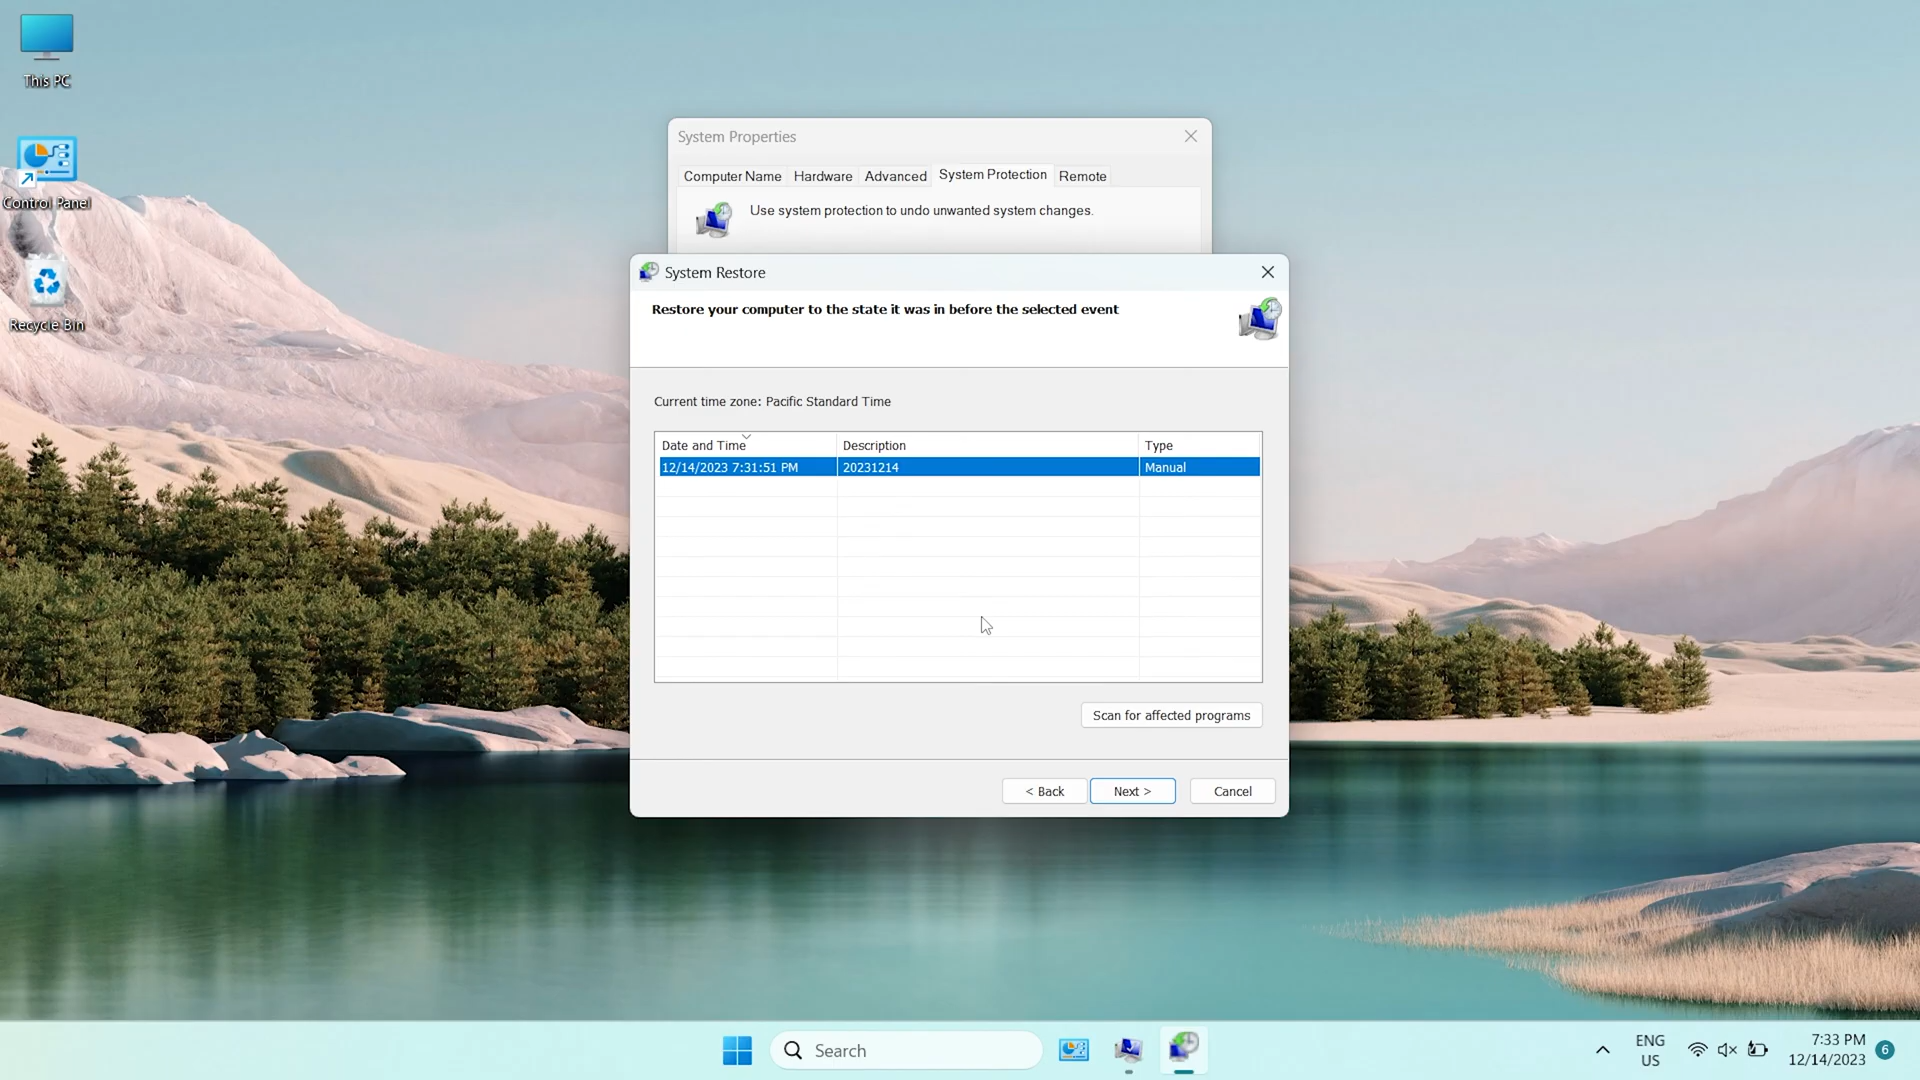 This PC
Control Panel
Recycle Bin
System Properties
Computer Name Hardware Advanced System Protection Remote
Use system protection to undo unwanted system changes.
System Restore
Restore your computer to the state it was in before the selected event
Current time zone: Pacific Standard Time
Date and Time Description Type
12/14/2023 7:31:51 PM 20231214 Manual
Scan for affected programs
< Back Next > Cancel
Search
ENG
US
7:33 PM
12/14/2023
6